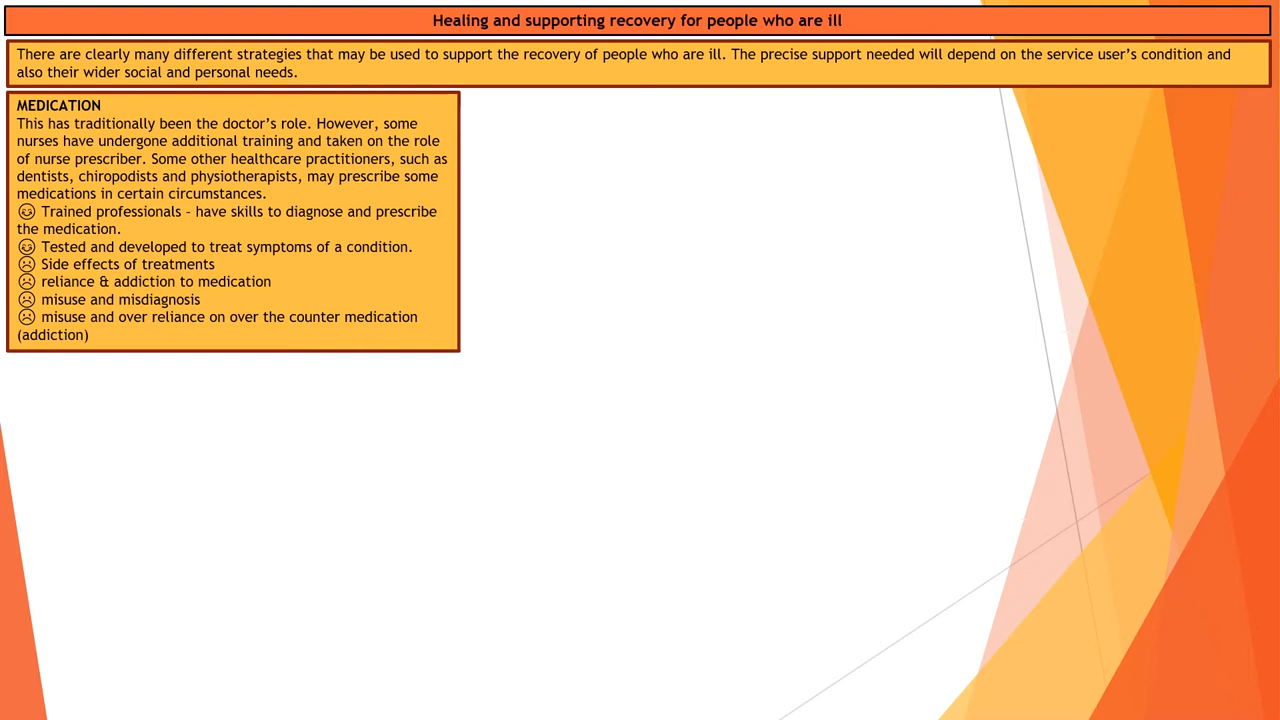 Healing and supporting recovery for people who are ill
There are clearly many different strategies that may be used to support the recovery of people who are ill. The precise support needed will depend on the service user’s condition and
also their wider social and personal needs.
MEDICATION
This has traditionally been the doctor’s role. However, some
nurses have undergone additional training and taken on the role
of nurse prescriber. Some other healthcare practitioners, such as
dentists, chiropodists and physiotherapists, may prescribe some
medications in certain circumstances.
☺ Trained professionals - have skills to diagnose and prescribe
the medication.
☺ Tested and developed to treat symptoms of a condition.
☹ Side effects of treatments
☹ reliance & addiction to medication
☹ misuse and misdiagnosis
☹ misuse and over reliance on over the counter medication
(addiction)